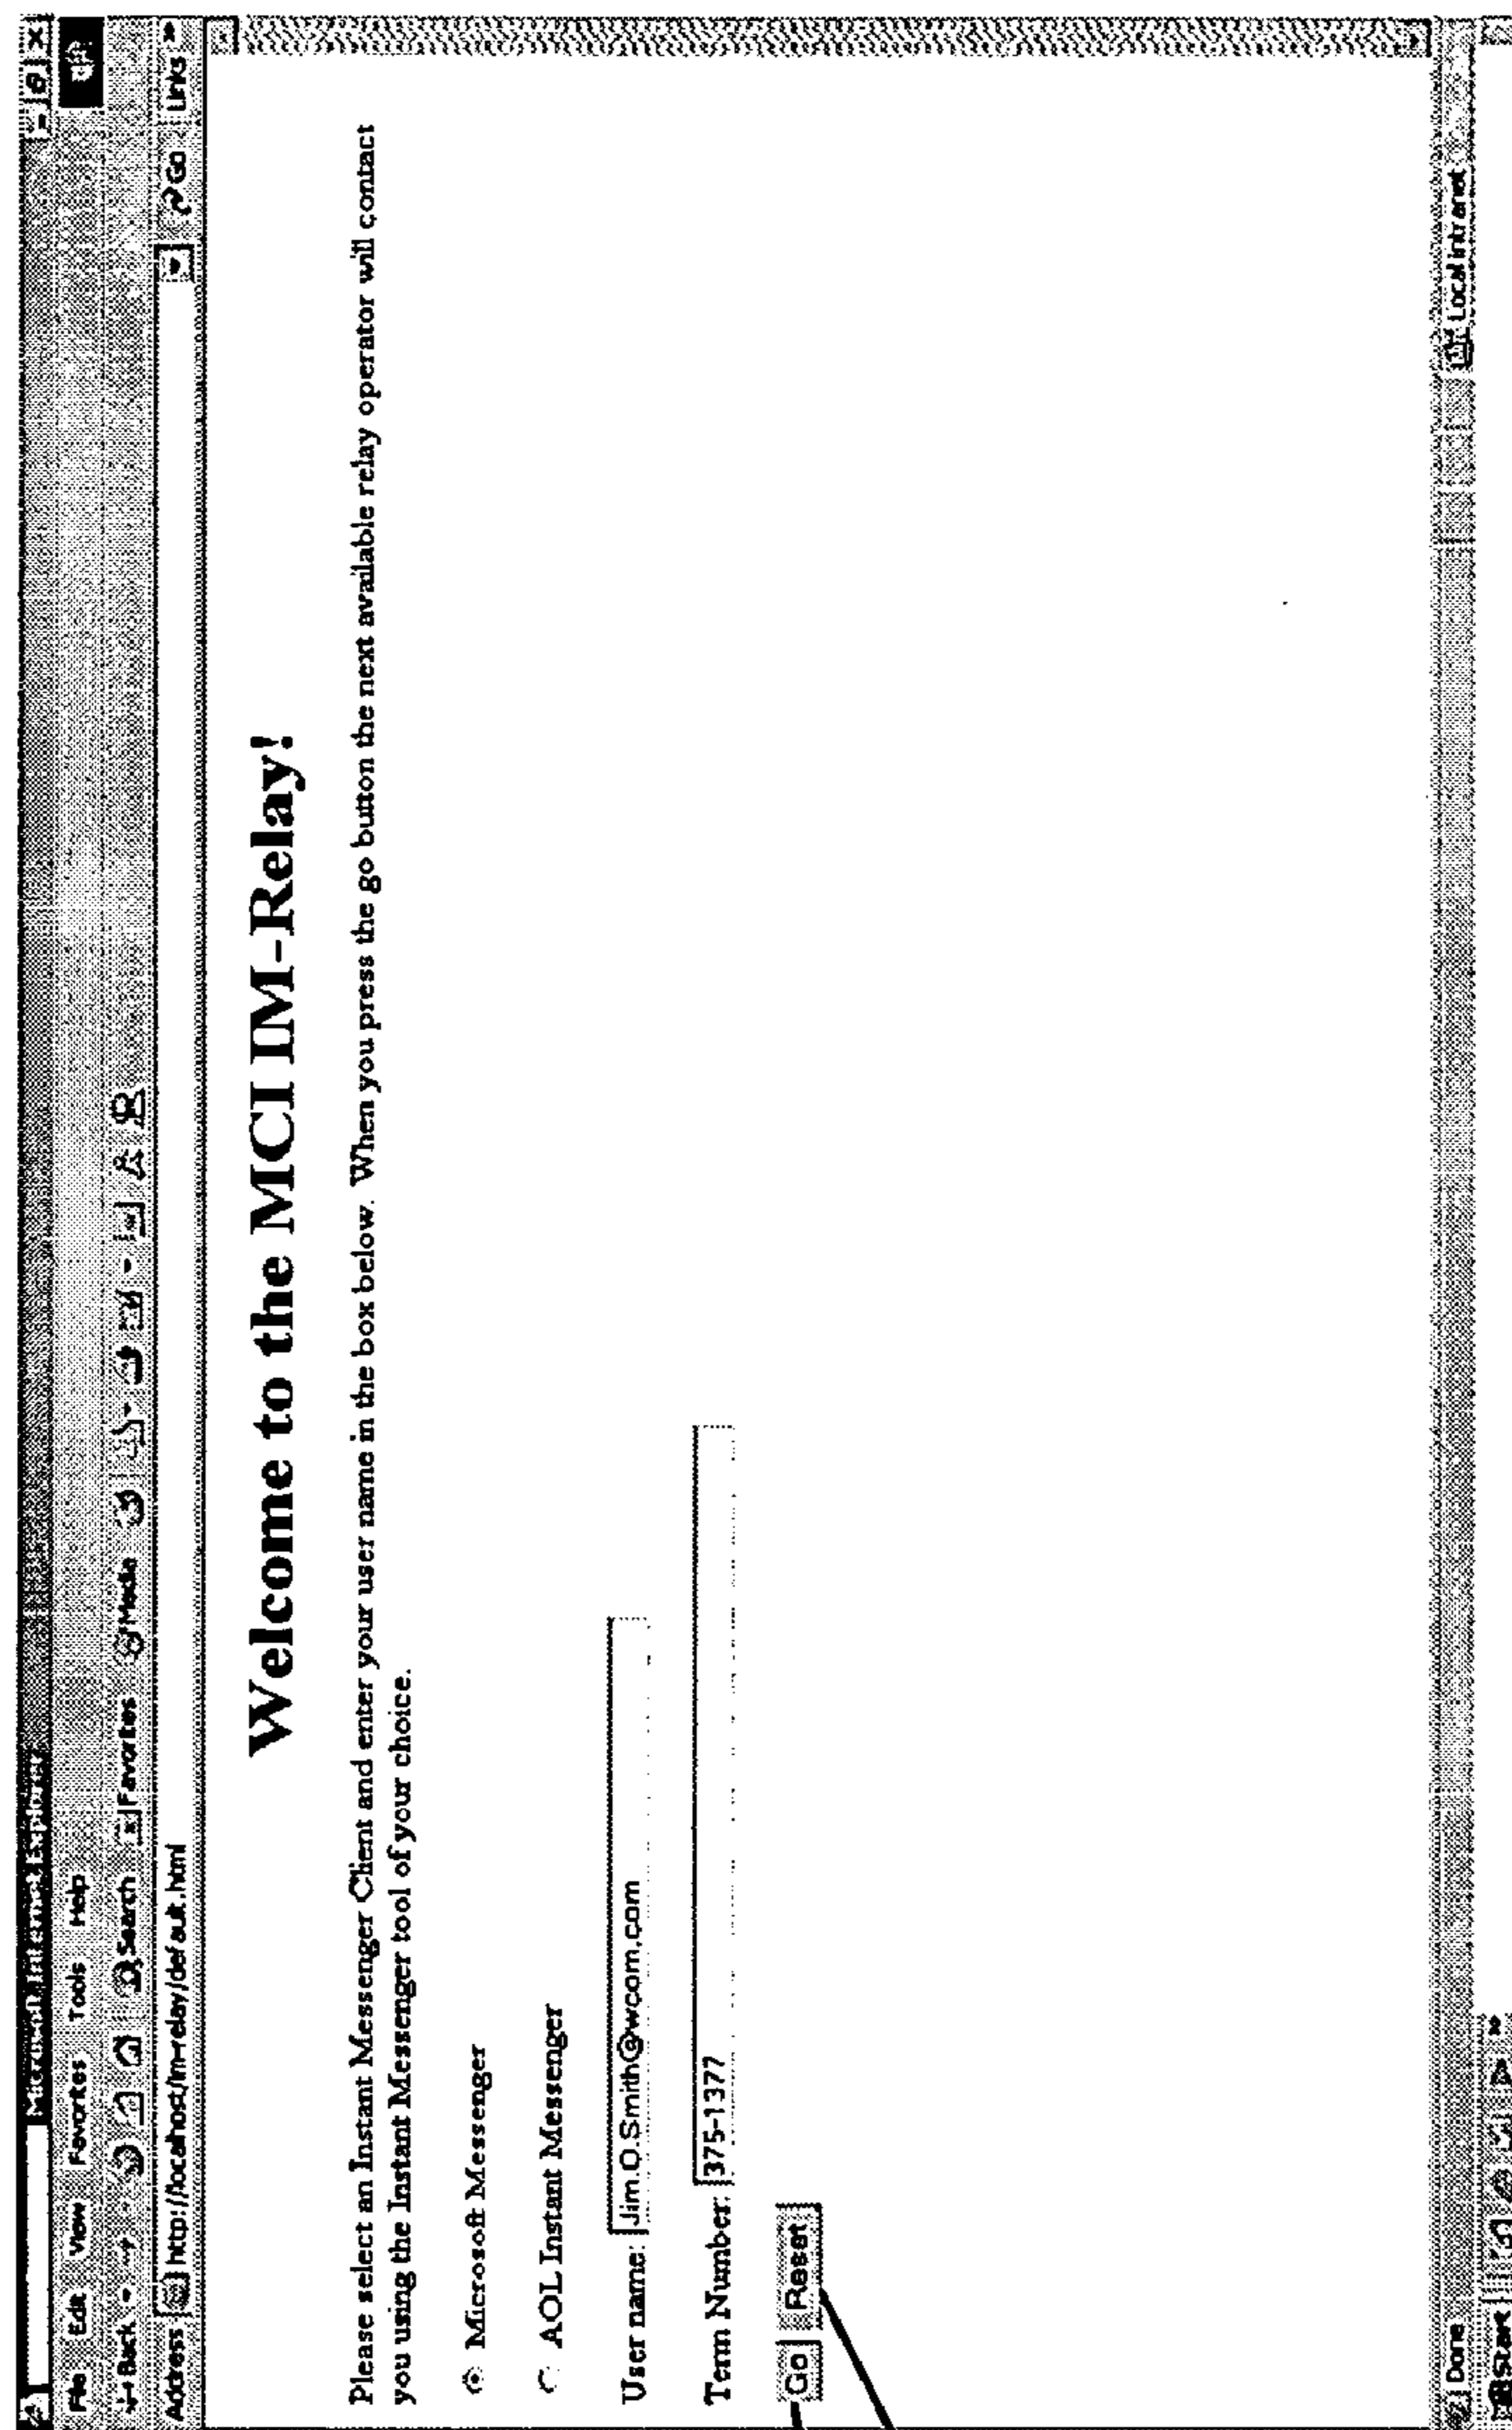 Microsoft Internet Explorer
File Edit View Favorites Tools Help
Back Search Favorites Media
Address http://localhost/im-relay/default.html Go Links »
Welcome to the MCI IM-Relay!
Please select an Instant Messenger Client and enter your user name in the box below. When you press the go button the next available relay operator will contact
you using the Instant Messenger tool of your choice.
Microsoft Messenger
AOL Instant Messenger
User name: Jim.O.Smith@wcom.com
Term Number: 375-1377
Go Reset
Done Local intranet
Start »